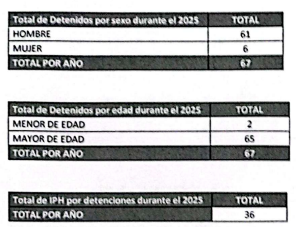 Total de Detenidos por sexo durante el 2025 TOTAL
HOMBRE 61
MUJER 6
TOTAL POR AÑO 67
Total de Detenidos por edad durante el 2025 TOTAL
MENOR DE EDAD 2
MAYOR DE EDAD 65
TOTAL POR AÑO 67
Total de IPH por detenciones durante el 2025 TOTAL
TOTAL POR AÑO 36